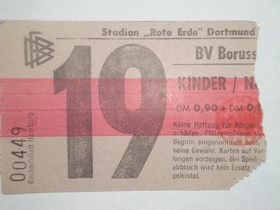 Stadion „Rote Erde" Dortmund
BV Boruss
19
KINDER / N
DM 0,90 + DM 0,1
Keine Haftung für Körper-
schäden. Platzanweisung
Beginn eingenommen sein,
keine Gewähr. Karten auf Ver-
langen vorzeigen. Bei Spiel-
abbruch wird kein Ersatz
geleistet.
00449